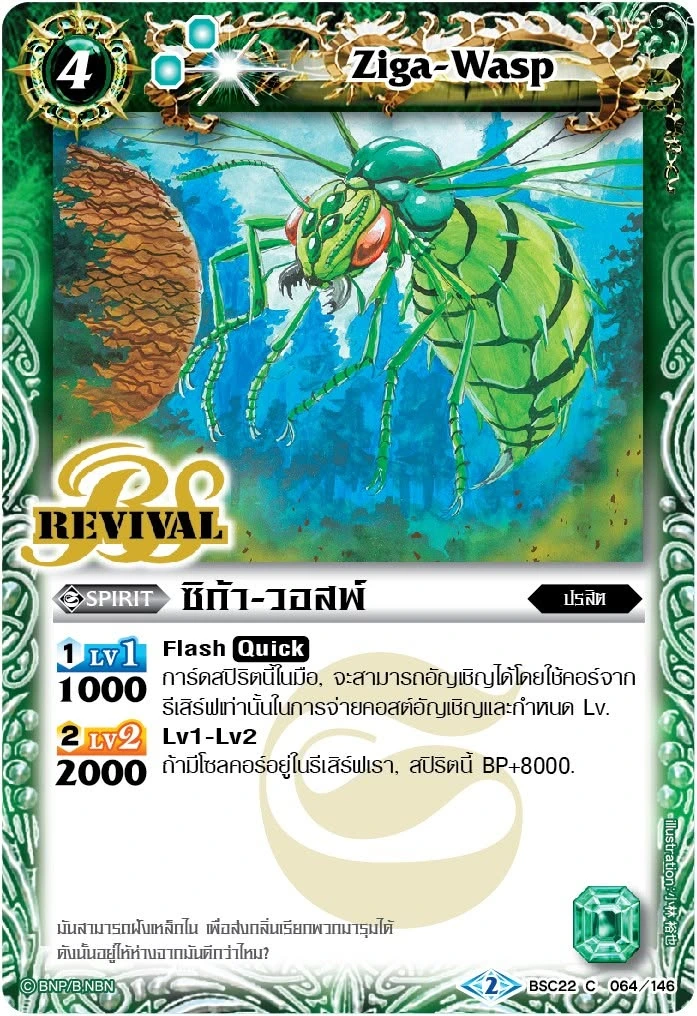 4
Ziga-Wasp
BS
REVIVAL
SPIRIT
ซิก้า-วอสพ์
ปรสิต
1 LV1
1000
2 LV2
2000
Flash Quick
การ์ดสปิริตนี้ในมือ, จะสามารถอัญเชิญได้โดยใช้คอร์จาก
รีเสิร์ฟเท่านั้นในการจ่ายคอสต์อัญเชิญและกำหนด Lv.
Lv1-Lv2
ถ้ามีโซลคอร์อยู่ในรีเสิร์ฟเรา, สปิริตนี้ BP+8000.
มันสามารถฝังเหล็กไน เพื่อส่งกลิ่นเรียกพวกมารุมได้
ดังนั้นอยู่ให้ห่างจากมันดีกว่าไหม?
illustration:小林裕也
©BNP/B,NBN
2
BSC22 C 064/146